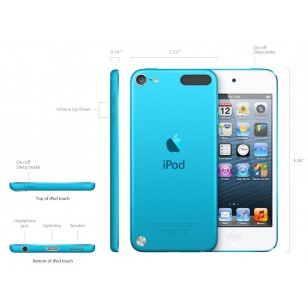 0.24"
2.31"
On/off
Sleep/wake
Volume Up/Down
4.86"
iPod
On/off
Sleep/wake
Top of iPod touch
Headphone
jack
Lightning
Speaker
Bottom of iPod touch